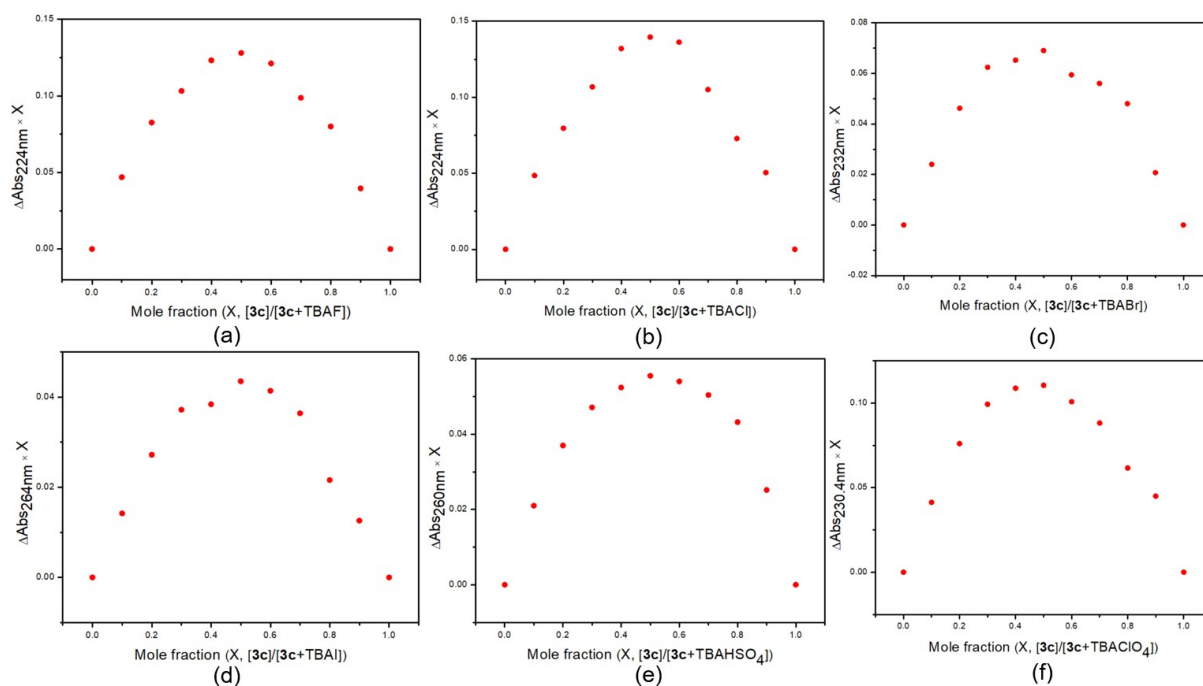 0.15
0.10
0.05
0.00
ΔAbs224nm × X
0.0 0.2 0.4 0.6 0.8 1.0
Mole fraction (X, [3c]/[3c+TBAF])
(a)
0.15
0.10
0.05
0.00
ΔAbs224nm × X
0.0 0.2 0.4 0.6 0.8 1.0
Mole fraction (X, [3c]/[3c+TBACl])
(b)
0.08
0.06
0.04
0.02
0.00
-0.02
ΔAbs232nm × X
0.0 0.2 0.4 0.6 0.8 1.0
Mole fraction (X, [3c]/[3c+TBABr])
(c)
0.04
0.02
0.00
ΔAbs264nm × X
0.0 0.2 0.4 0.6 0.8 1.0
Mole fraction (X, [3c]/[3c+TBAI])
(d)
0.06
0.04
0.02
0.00
ΔAbs260nm × X
0.0 0.2 0.4 0.6 0.8 1.0
Mole fraction (X, [3c]/[3c+TBAHSO₄])
(e)
0.10
0.05
0.00
ΔAbs230.4nm × X
0.0 0.2 0.4 0.6 0.8 1.0
Mole fraction (X, [3c]/[3c+TBAClO₄])
(f)